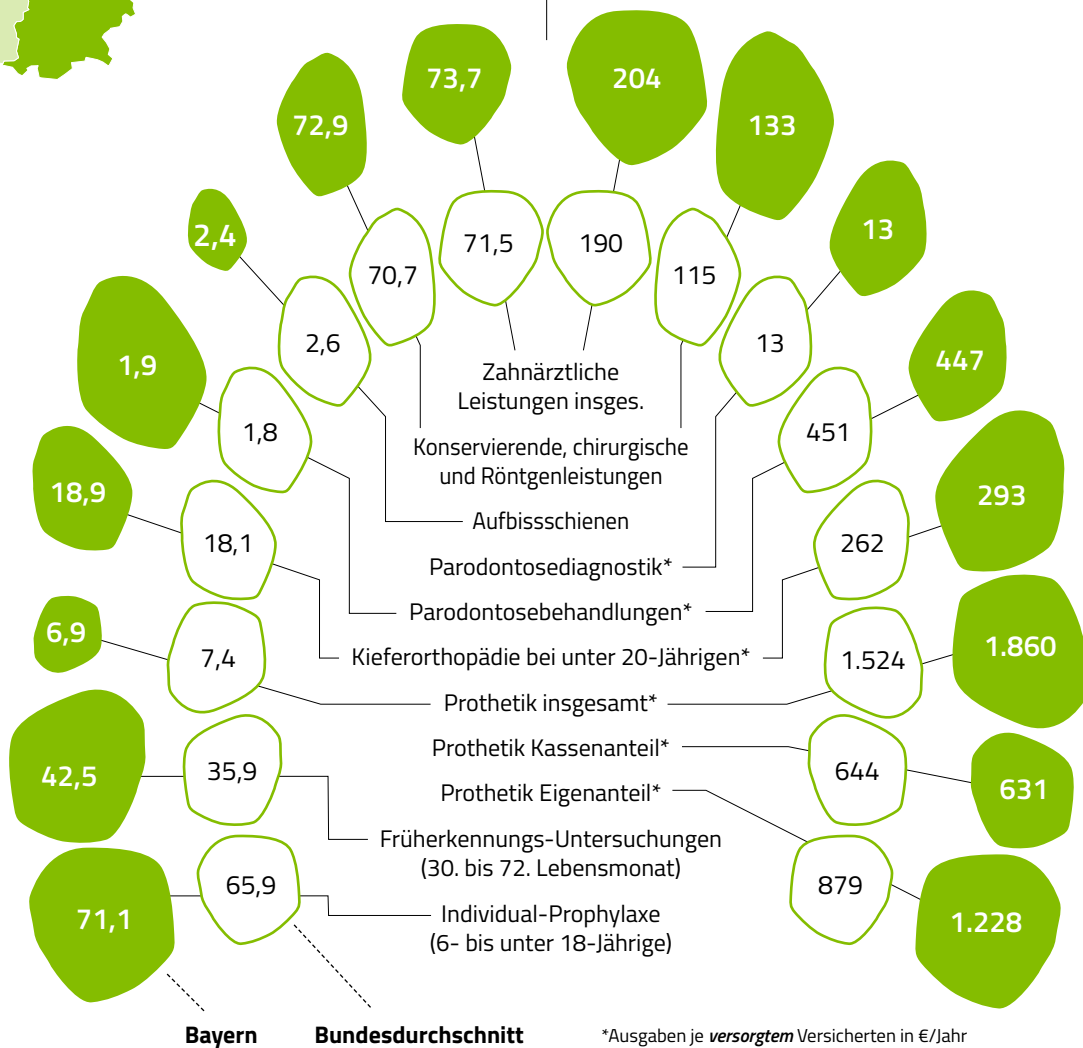 73,7
204
72,9
133
2,4
71,5
190
13
70,7
115
2,6
13
1,9
447
Zahnärztliche
Leistungen insges.
1,8
451
Konservierende, chirurgische
und Röntgenleistungen
18,9
293
Aufbissschienen
18,1
262
Parodontosediagnostik*
Parodontosebehandlungen*
6,9
7,4
Kieferorthopädie bei unter 20-Jährigen*
1.524
1.860
Prothetik insgesamt*
Prothetik Kassenanteil*
42,5
35,9
644
631
Prothetik Eigenanteil*
Früherkennungs-Untersuchungen
(30. bis 72. Lebensmonat)
65,9
879
71,1
Individual-Prophylaxe
(6- bis unter 18-Jährige)
1.228
Bayern
Bundesdurchschnitt
*Ausgaben je versorgtem Versicherten in €/Jahr